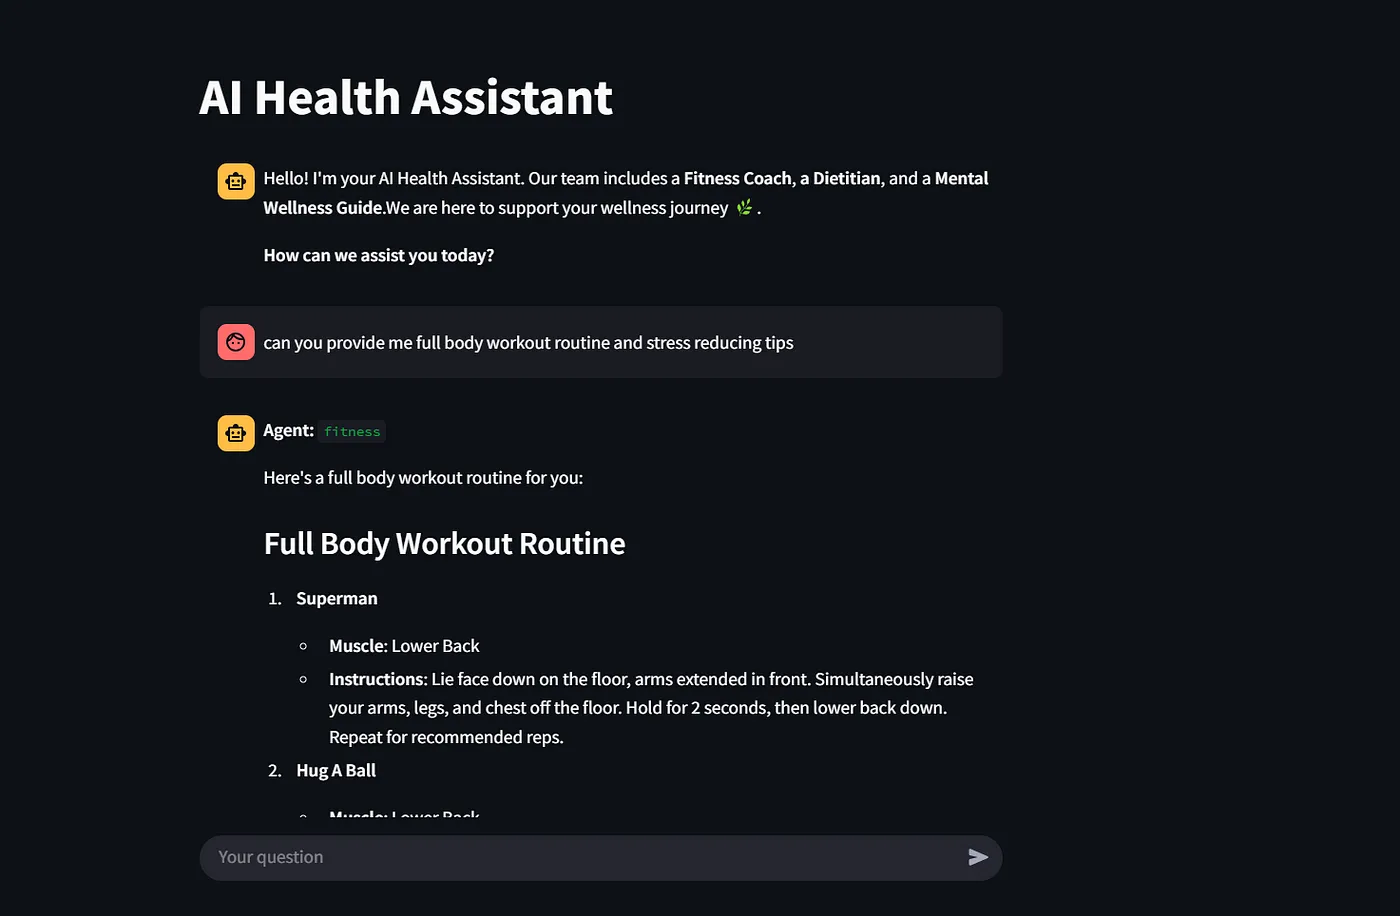 AI Health Assistant
Hello! I'm your AI Health Assistant. Our team includes a Fitness Coach, a Dietitian, and a Mental
Wellness Guide.We are here to support your wellness journey 🌿 .
How can we assist you today?
can you provide me full body workout routine and stress reducing tips
Agent: fitness
Here's a full body workout routine for you:
Full Body Workout Routine
1. Superman
◦ Muscle: Lower Back
◦ Instructions: Lie face down on the floor, arms extended in front. Simultaneously raise
your arms, legs, and chest off the floor. Hold for 2 seconds, then lower back down.
Repeat for recommended reps.
2. Hug A Ball
◦ Muscle: Lower Back
Your question